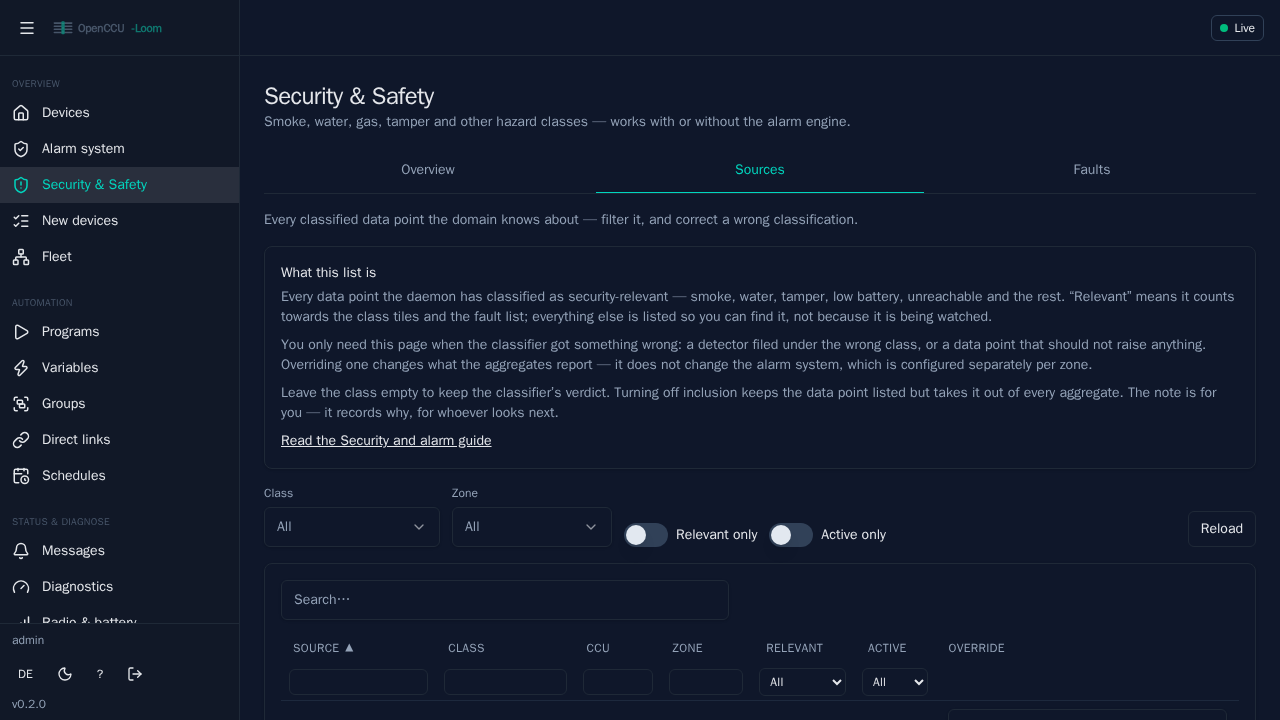 OpenCCU -Loom
Live
OVERVIEW
Devices
Alarm system
Security & Safety
New devices
Fleet
AUTOMATION
Programs
Variables
Groups
Direct links
Schedules
STATUS & DIAGNOSE
Messages
Diagnostics
Radio & battery
admin
DE
?
v0.2.0
Security & Safety
Smoke, water, gas, tamper and other hazard classes — works with or without the alarm engine.
Overview
Sources
Faults
Every classified data point the domain knows about — filter it, and correct a wrong classification.
What this list is
Every data point the daemon has classified as security-relevant — smoke, water, tamper, low battery, unreachable and the rest. “Relevant” means it counts
towards the class tiles and the fault list; everything else is listed so you can find it, not because it is being watched.
You only need this page when the classifier got something wrong: a detector filed under the wrong class, or a data point that should not raise anything.
Overriding one changes what the aggregates report — it does not change the alarm system, which is configured separately per zone.
Leave the class empty to keep the classifier’s verdict. Turning off inclusion keeps the data point listed but takes it out of every aggregate. The note is for
you — it records why, for whoever looks next.
Read the Security and alarm guide
Class
Zone
All
All
Relevant only
Active only
Reload
Search…
SOURCE ▲
CLASS
CCU
ZONE
RELEVANT
ACTIVE
OVERRIDE
All
All